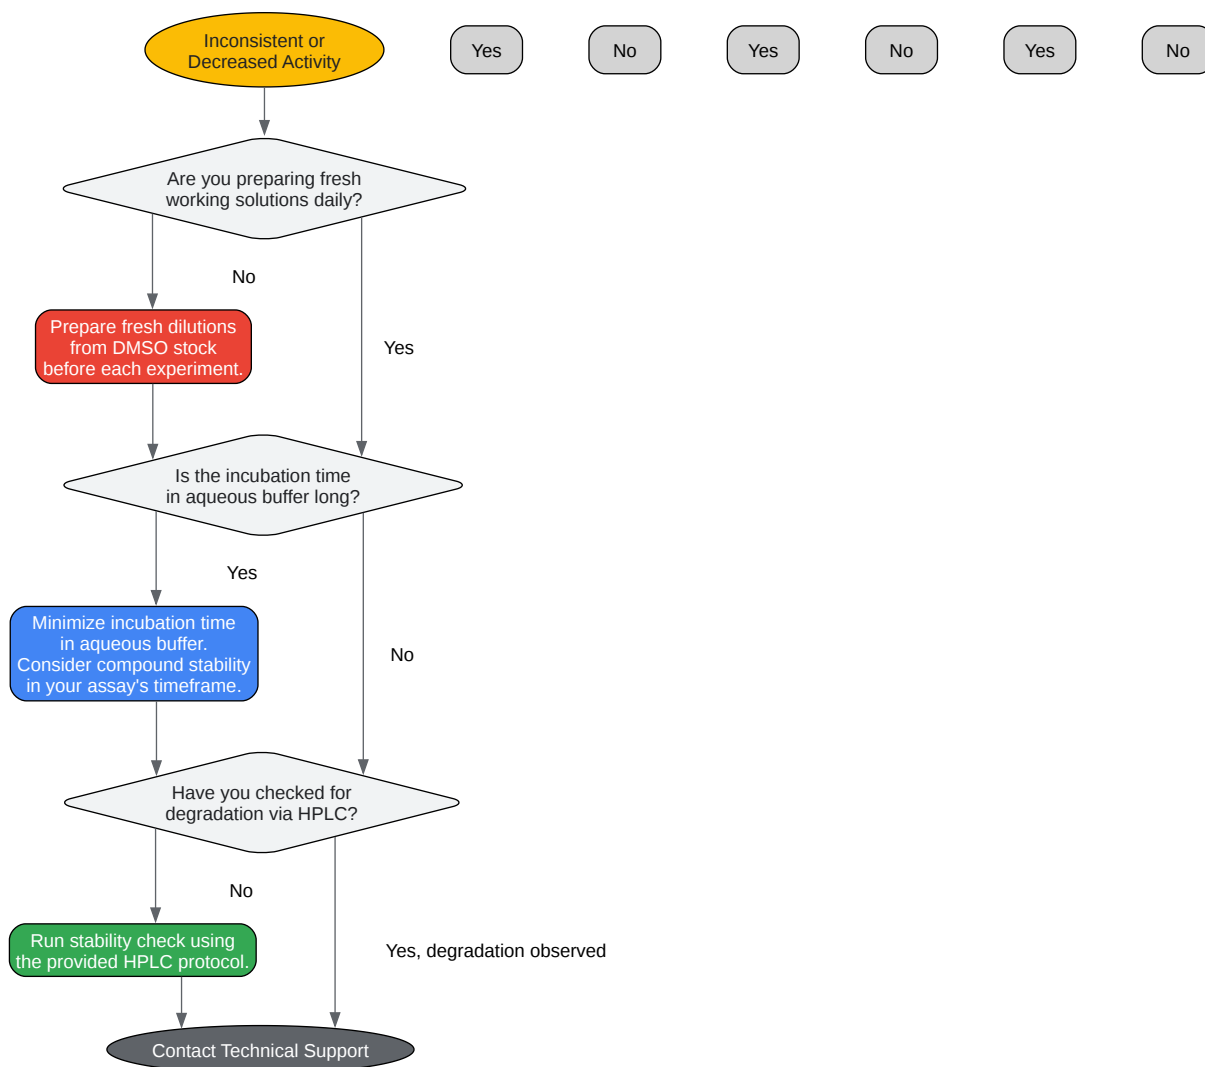 Inconsistent or
Decreased Activity
Yes
No
Yes
No
Yes
No
Are you preparing fresh
working solutions daily?
No
Prepare fresh dilutions
from DMSO stock
before each experiment.
Yes
Is the incubation time
in aqueous buffer long?
Yes
Minimize incubation time
in aqueous buffer.
Consider compound stability
in your assay's timeframe.
No
Have you checked for
degradation via HPLC?
No
Run stability check using
the provided HPLC protocol.
Yes, degradation observed
Contact Technical Support